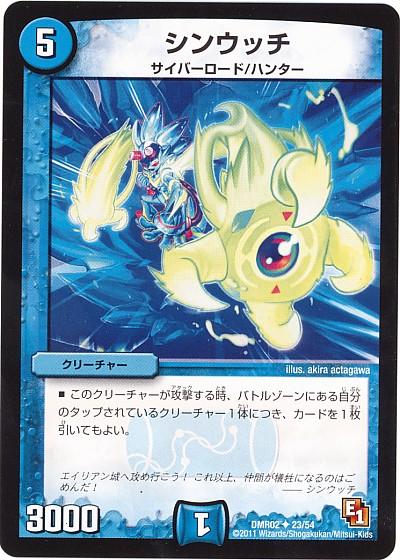 5
シンウッチ
サイバーロード/ハンター
クリーチャー
illus. akira actagawa
■ このクリーチャーが攻撃する時、バトルゾーンにある自分
のタップされているクリーチャー1体につき、カードを1枚
引いてもよい。
エイリアン城へ攻め行こう! これ以上、仲間が犠牲になるのはご
めんだ! ── シンウッチ
3000
1
E1
DMR02 ✦ 23/54
©2011 Wizards/Shogakukan/Mitsui-Kids